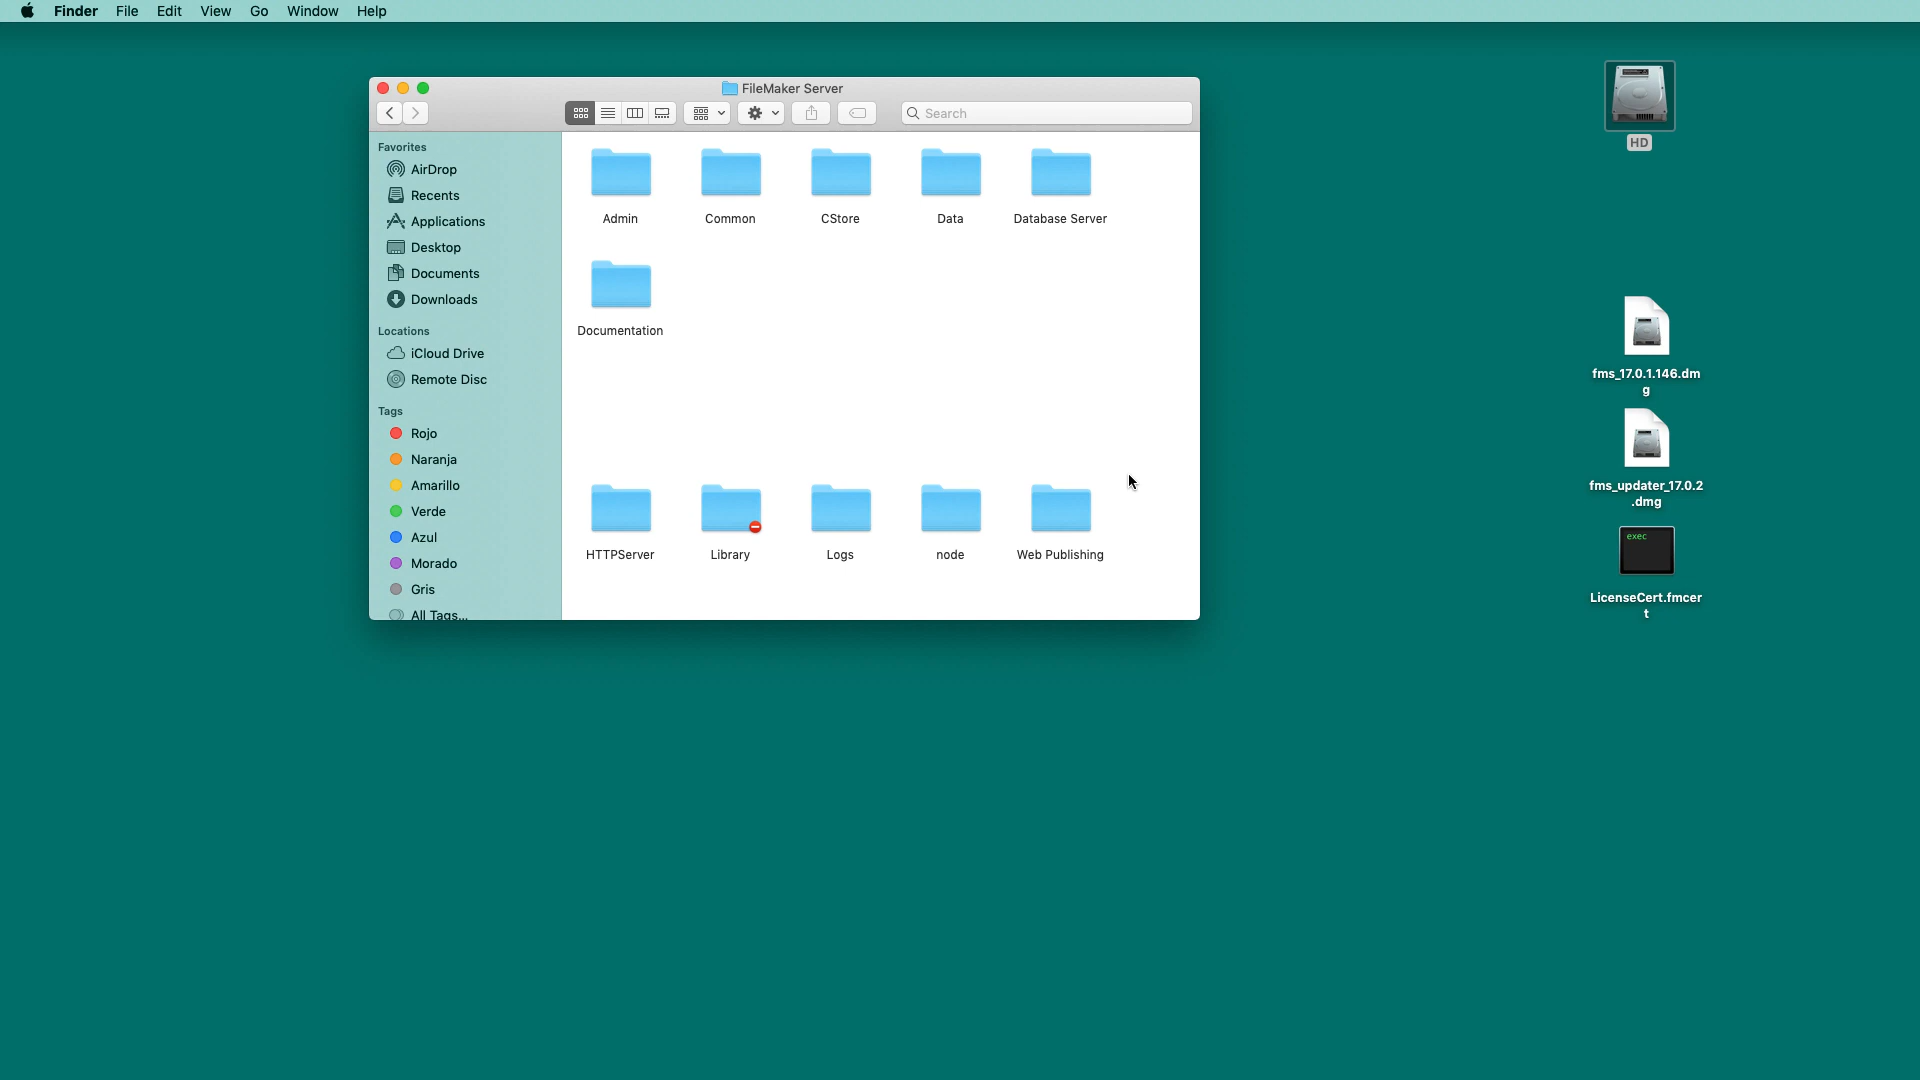 Finder File Edit View Go Window Help
FileMaker Server
Search
Favorites
AirDrop
Recents
Applications
Desktop
Documents
Downloads
Locations
iCloud Drive
Remote Disc
Tags
Rojo
Naranja
Amarillo
Verde
Azul
Morado
Gris
All Tags...
Admin Common CStore Data Database Server
Documentation
HTTPServer Library Logs node Web Publishing
HD
fms_17.0.1.146.dm
g
fms_updater_17.0.2
.dmg
exec
LicenseCert.fmcer
t